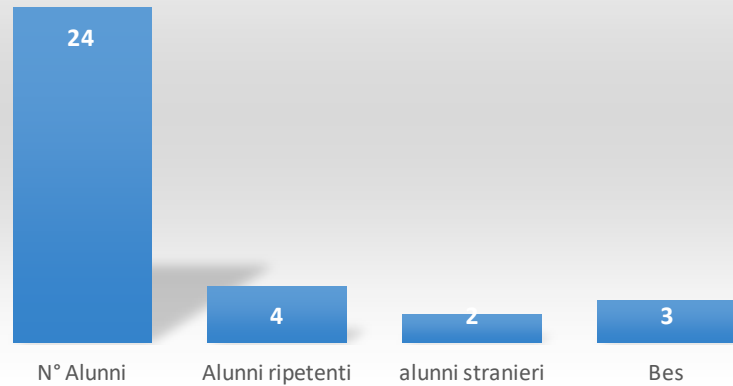 24
4
2
3
N° Alunni
Alunni ripetenti
alunni stranieri
Bes